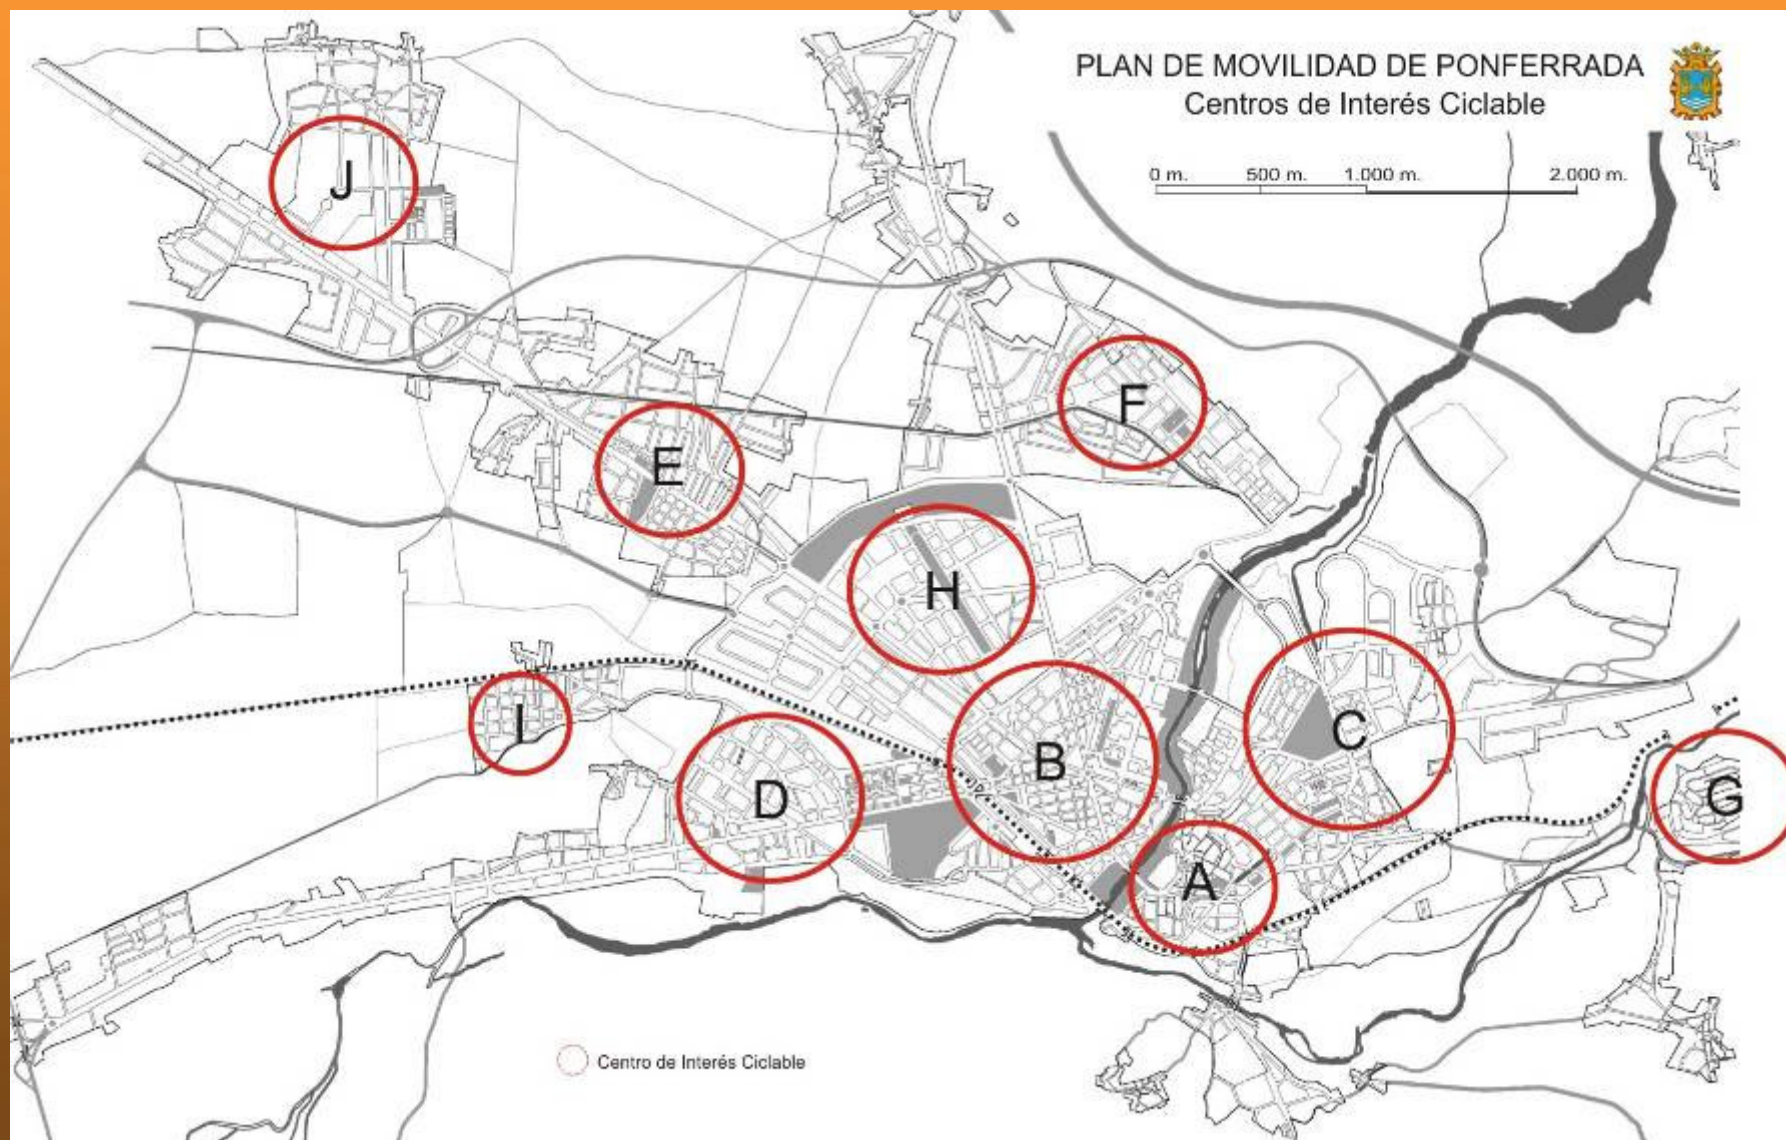 PLAN DE MOVILIDAD DE PONFERRADA
Centros de Interés Ciclable
0 m. 500 m. 1.000 m. 2.000 m.
J
F
E
H
I
D
B
C
G
A
Centro de Interés Ciclable